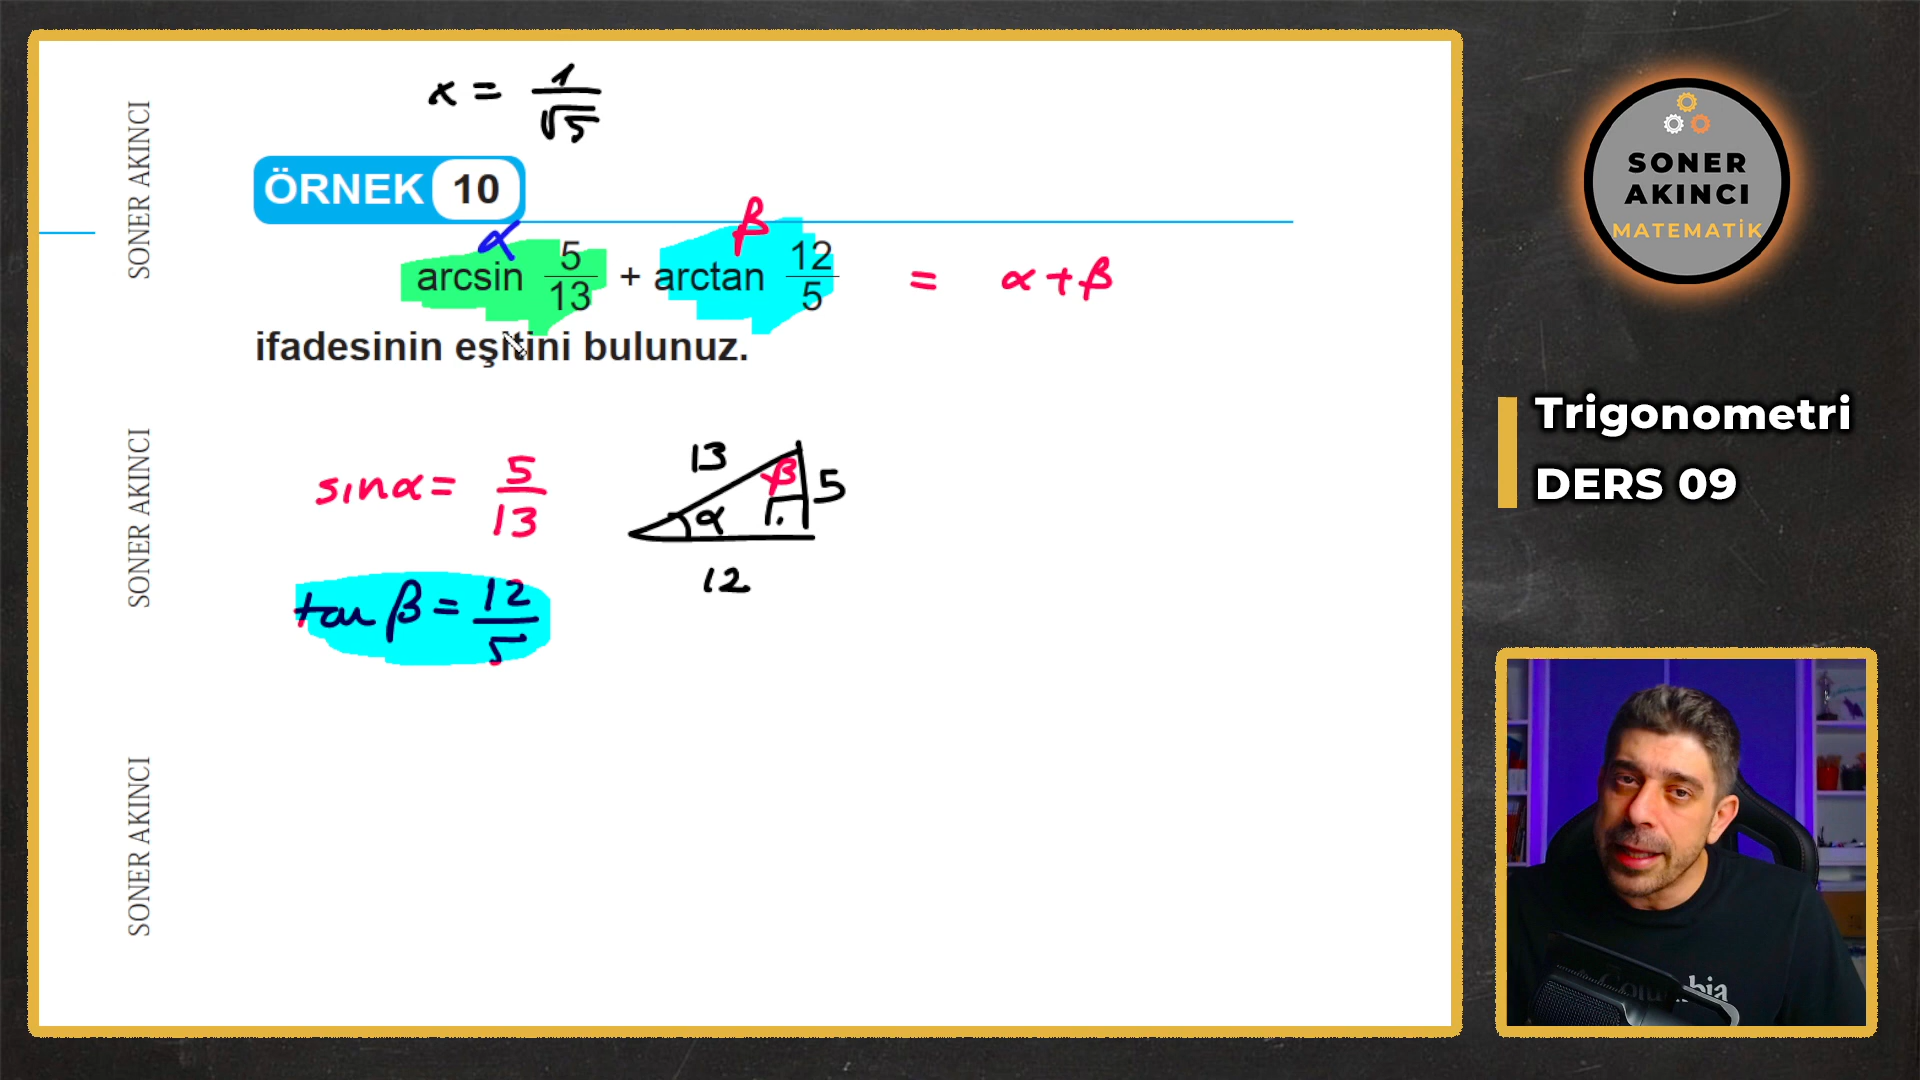 x = 1/√5
ÖRNEK 10
α β
arcsin 5/13 + arctan 12/5 = α + β
ifadesinin eşitini bulunuz.
sinα = 5/13
tan β = 12/5
13
β
5
α
12
SONER AKINCI
SONER AKINCI
SONER AKINCI
SONER
AKINCI
MATEMATİK
Trigonometri
DERS 09